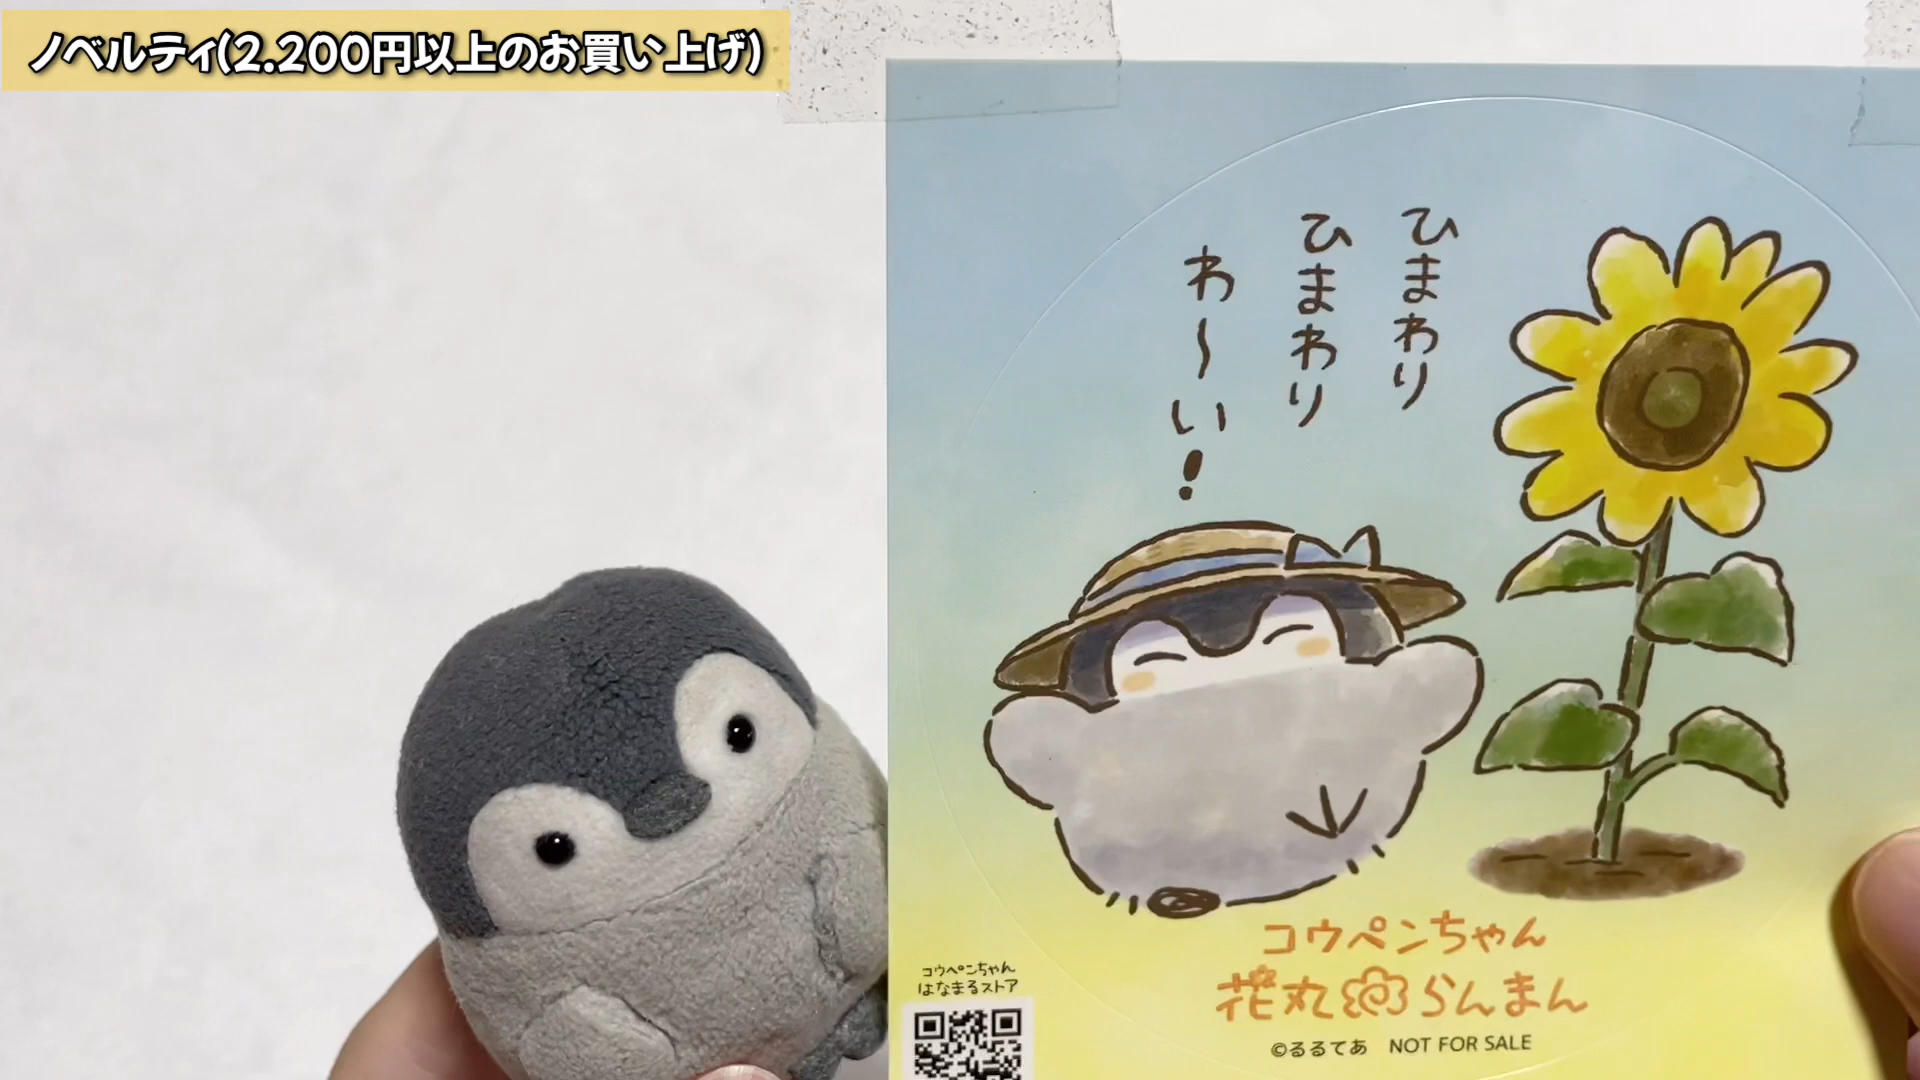 ノベルティ(2.200円以上のお買い上げ)
ひまわり
ひまわり
わ〜い!
コウペンちゃん
花丸らんまん
コウペンちゃん
はなまるストア
©るるてあ NOT FOR SALE